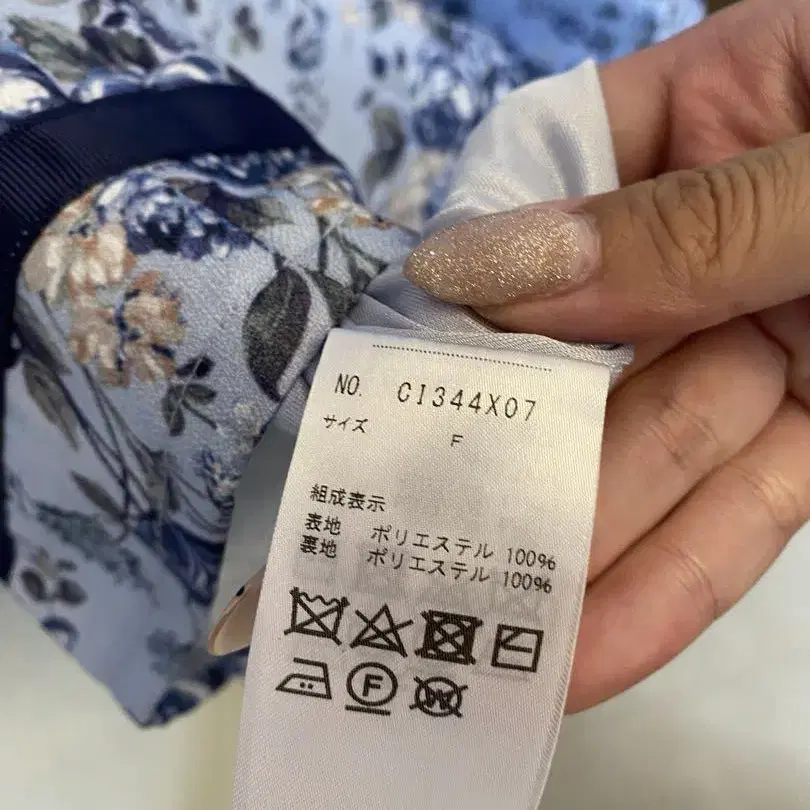 NO. CI344X07
サイズ F
組成表示
表地 ポリエステル 100%
裏地 ポリエステル 100%
F
W